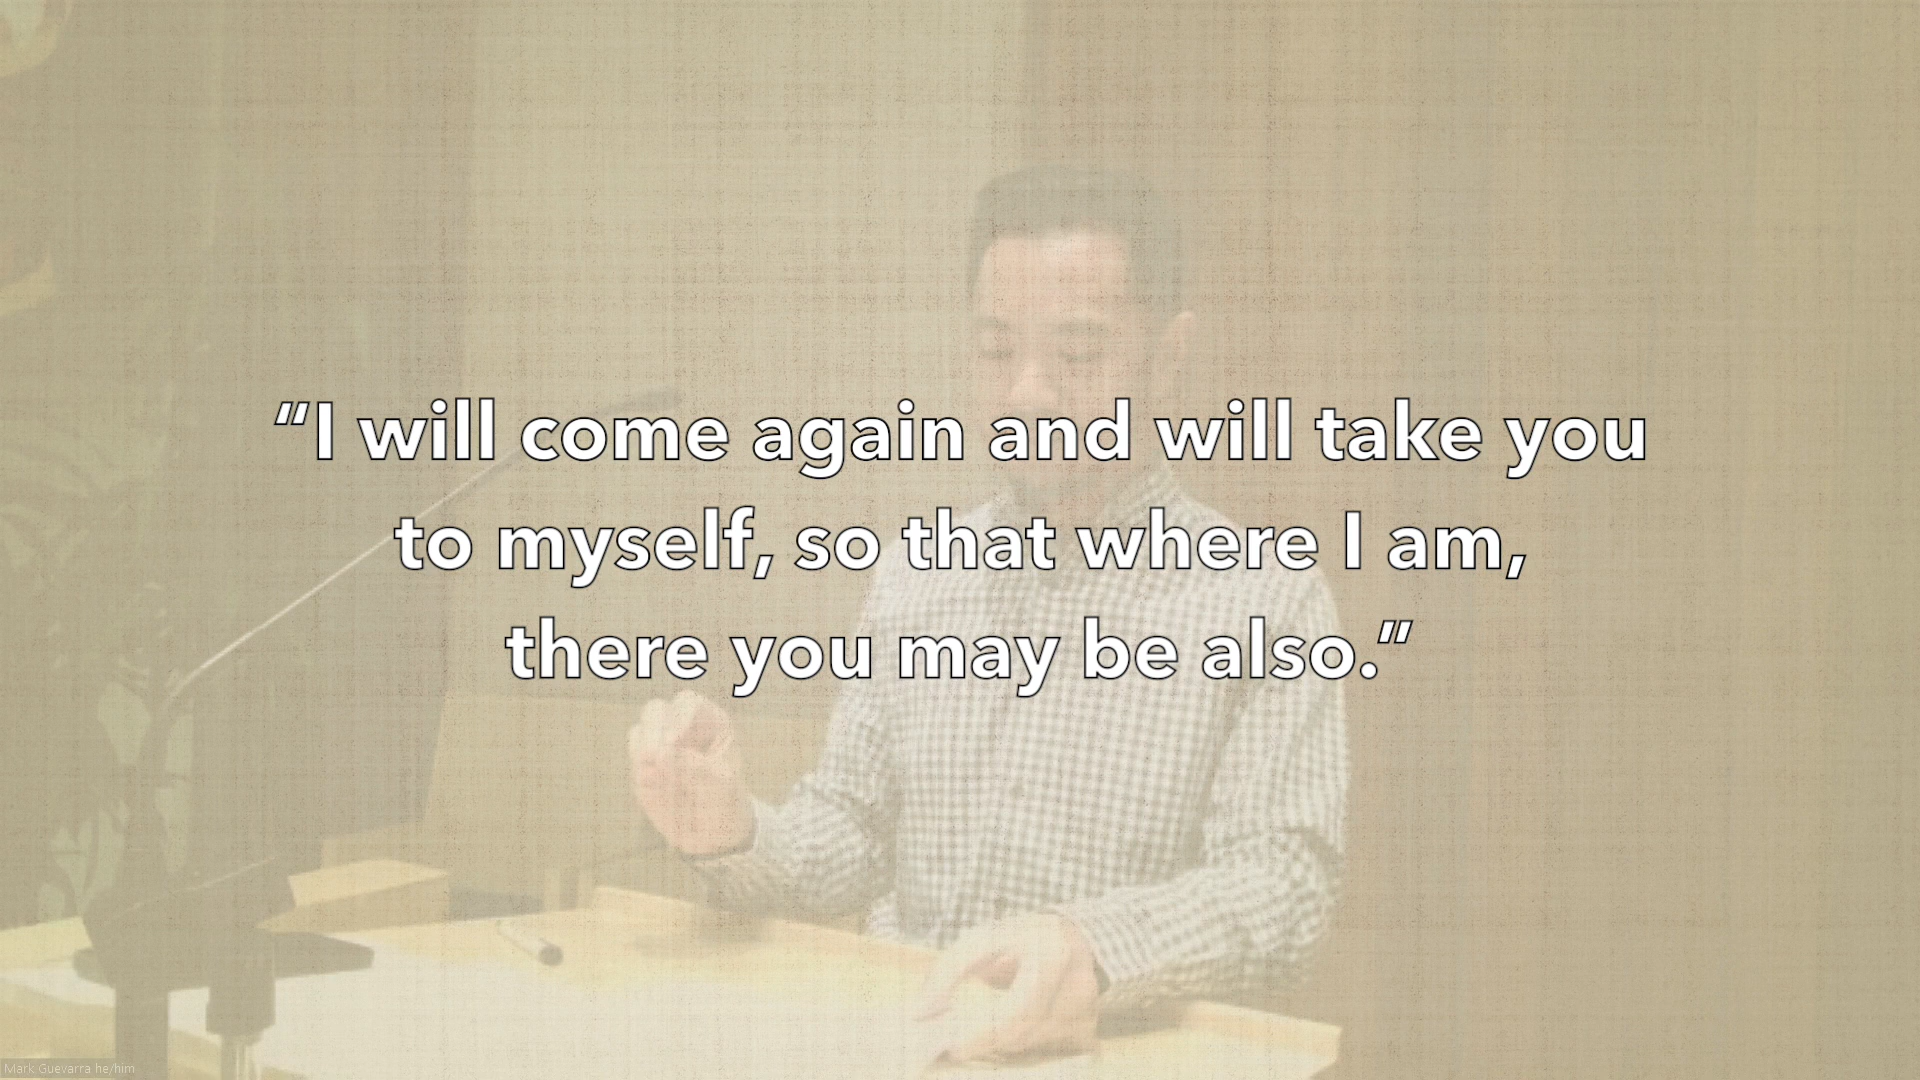 “I will come again and will take you
to myself, so that where I am,
there you may be also.”
Mark Guevarra he/him